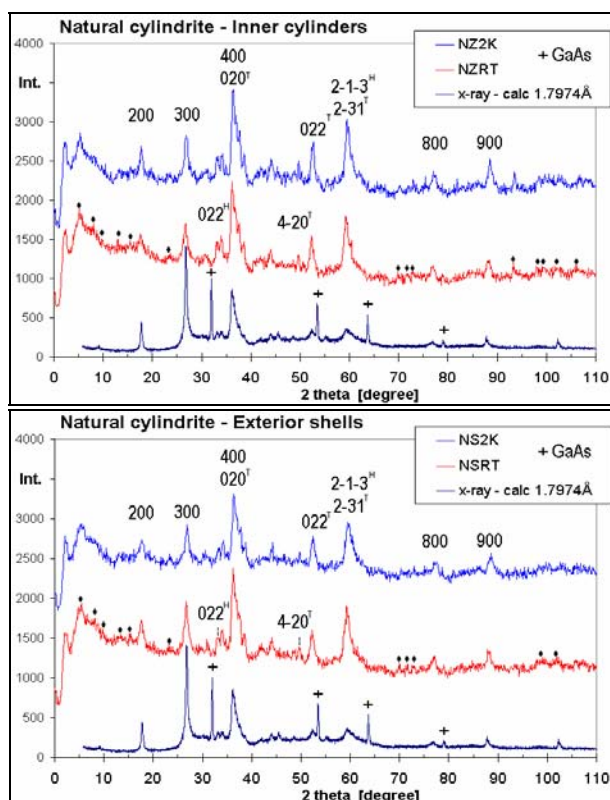 Natural cylindrite - Inner cylinders
4000
Int.
3500
3000
2500
2000
1500
1000
500
0
NZ2K
NZRT
x-ray - calc 1.7974Å
+ GaAs
200
300
400
020ᵀ
022ᵀ
2-1-3ᴴ
2-31ᵀ
800
900
022ᴴ
4-20ᵀ
0 10 20 30 40 50 60 70 80 90 100 110
2 theta [degree]
Natural cylindrite - Exterior shells
4000
Int.
3500
3000
2500
2000
1500
1000
500
0
NS2K
NSRT
x-ray - calc 1.7974Å
+ GaAs
200
300
400
020ᵀ
022ᵀ
2-1-3ᴴ
2-31ᵀ
800
900
022ᴴ
4-20ᵀ
0 10 20 30 40 50 60 70 80 90 100 110
2 theta [degree]